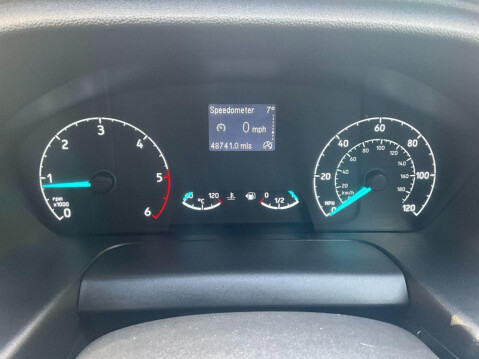 Speedometer 7°
0 mph
48741.0 mls
0 1 2 3 4 5 6
rpm
x1000
60 120
°C
0 1/2
0 20 40 60 80 100 120
0 20 40 60 80 100 120 140 160 180
km/h
MPH